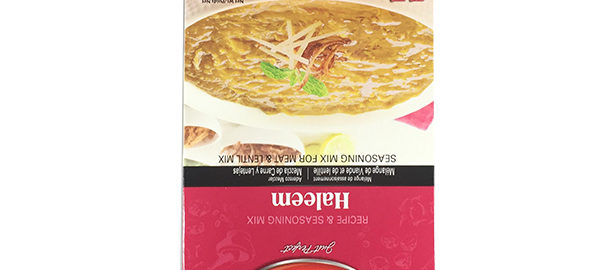 Just Perfect
RECIPE & SEASONING MIX
Haleem
Mélange de assaisonnement
Mélange de Viande et de lentille
Aderezo Mezclar
Mezcla de Carne y Lentejas
SEASONING MIX FOR MEAT & LENTIL MIX
Net Wt/Poids Net